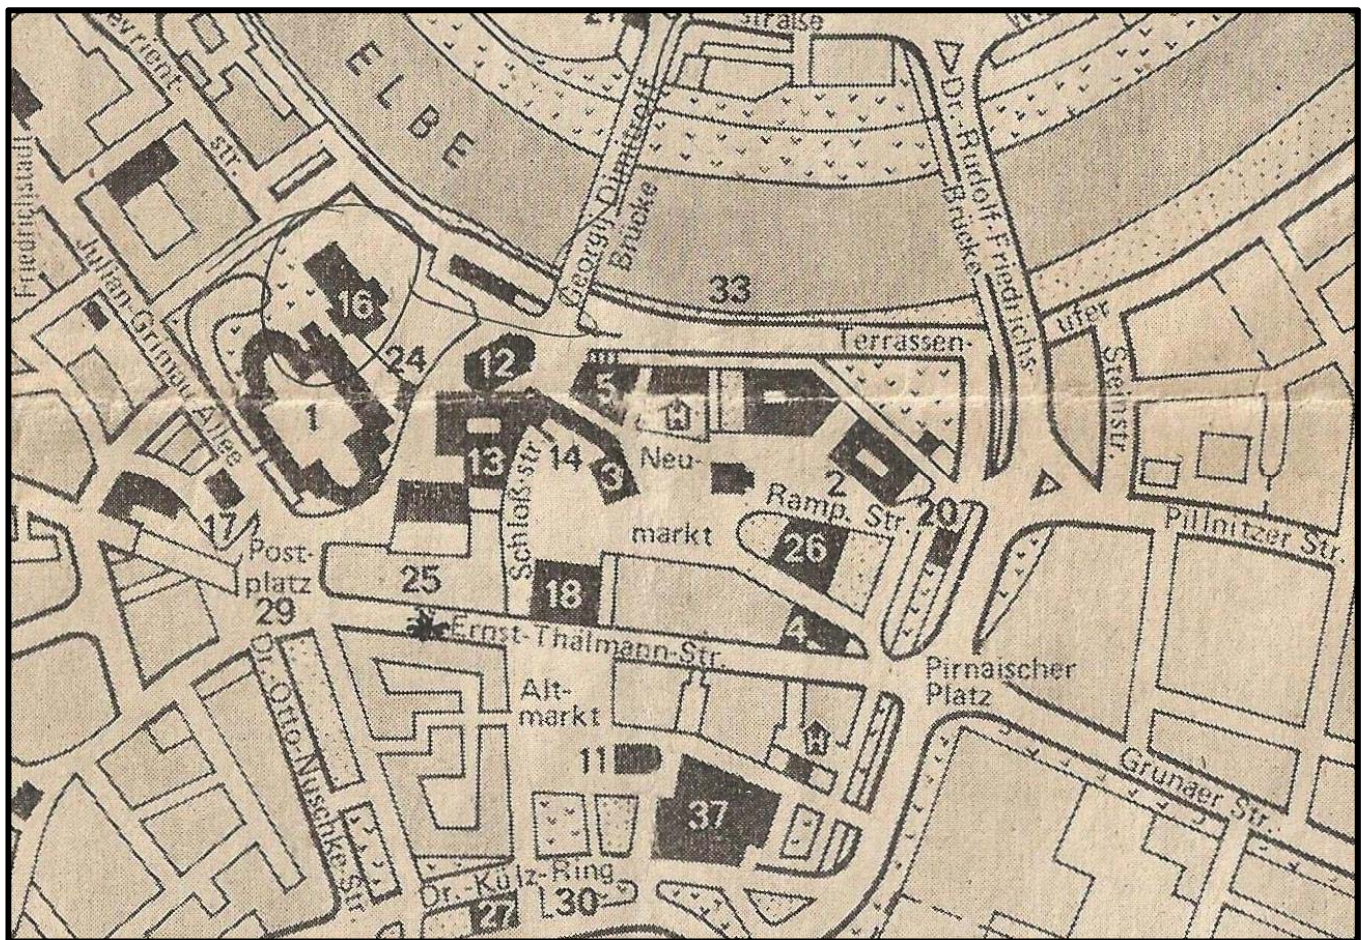 Straße
Devrient-
str.
ELBE
Georgij-Dimitroff
Brücke
Dr.-Rudolf-Friedrichs-
Brücke
Friedrichstadt
Julian-Grimau-Allee
16
33
ufer
Terrassen-
Steinstr.
24
12
5
H
1
13
14
3
Neu-
markt
2
Ramp. Str.
20
Pillnitzer Str.
17
Post-
platz
29
25
Schloß-str.
18
26
4
Ernst-Thälmann-Str.
Pirnaischer
Platz
Alt-
markt
Dr.-Otto-Nuschke-Str.
11
H
37
Grunaer Str.
Dr.-Külz-Ring
27
30